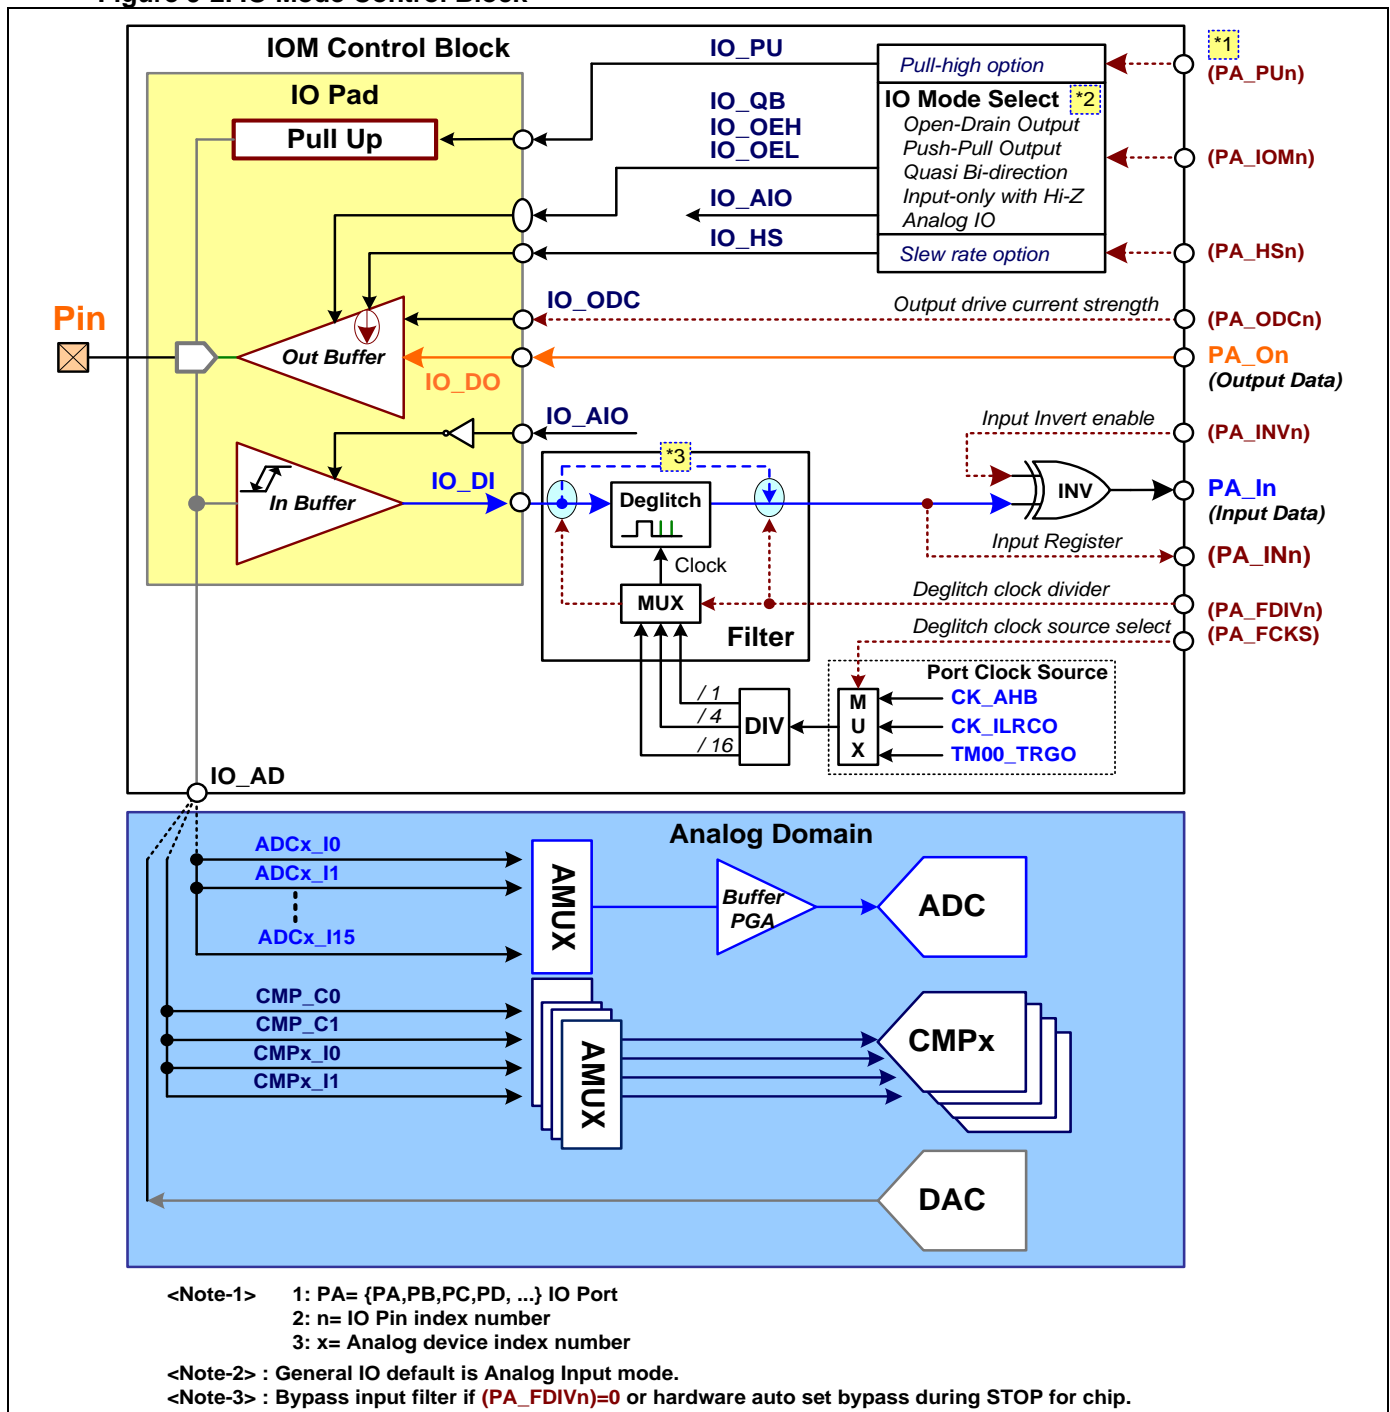 IOM Control Block
IO Pad
Pull Up
IO_PU
IO_QB
IO_OEH
IO_OEL
IO_AIO
IO_HS
Pull-high option
IO Mode Select *2
Open-Drain Output
Push-Pull Output
Quasi Bi-direction
Input-only with Hi-Z
Analog IO
Slew rate option
*1
(PA_PUn)
(PA_IOMn)
(PA_HSn)
Pin
Out Buffer
IO_ODC
Output drive current strength
(PA_ODCn)
IO_DO
PA_On
(Output Data)
IO_AIO
Input Invert enable
(PA_INVn)
In Buffer
IO_DI
*3
Deglitch
Clock
MUX
Filter
INV
PA_In
(Input Data)
Input Register
(PA_INn)
Deglitch clock divider
(PA_FDIVn)
Deglitch clock source select
(PA_FCKS)
/ 1
/ 4
/ 16
DIV
M
U
X
Port Clock Source
CK_AHB
CK_ILRCO
TM00_TRGO
IO_AD
Analog Domain
ADCx_I0
ADCx_I1
ADCx_I15
AMUX
Buffer
PGA
ADC
CMP_C0
CMP_C1
CMPx_I0
CMPx_I1
AMUX
CMPx
DAC
<Note-1> 1: PA= {PA,PB,PC,PD, ...} IO Port
2: n= IO Pin index number
3: x= Analog device index number
<Note-2> : General IO default is Analog Input mode.
<Note-3> : Bypass input filter if (PA_FDIVn)=0 or hardware auto set bypass during STOP for chip.